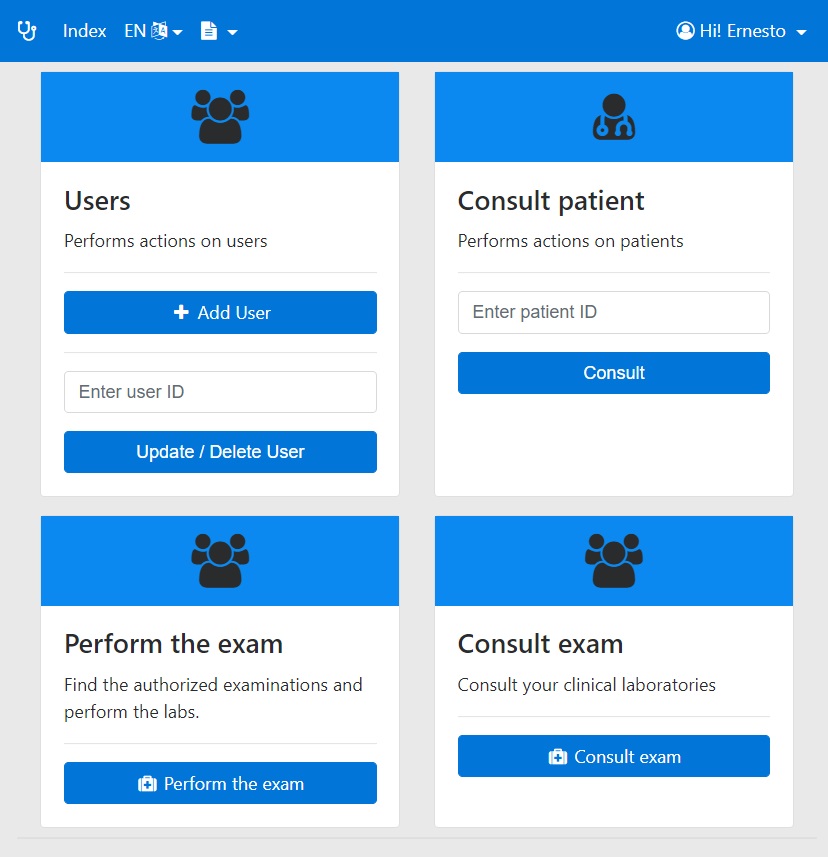 Index EN Hi! Ernesto
Users
Performs actions on users
Add User
Enter user ID
Update / Delete User
Consult patient
Performs actions on patients
Enter patient ID
Consult
Perform the exam
Find the authorized examinations and
perform the labs.
Perform the exam
Consult exam
Consult your clinical laboratories
Consult exam